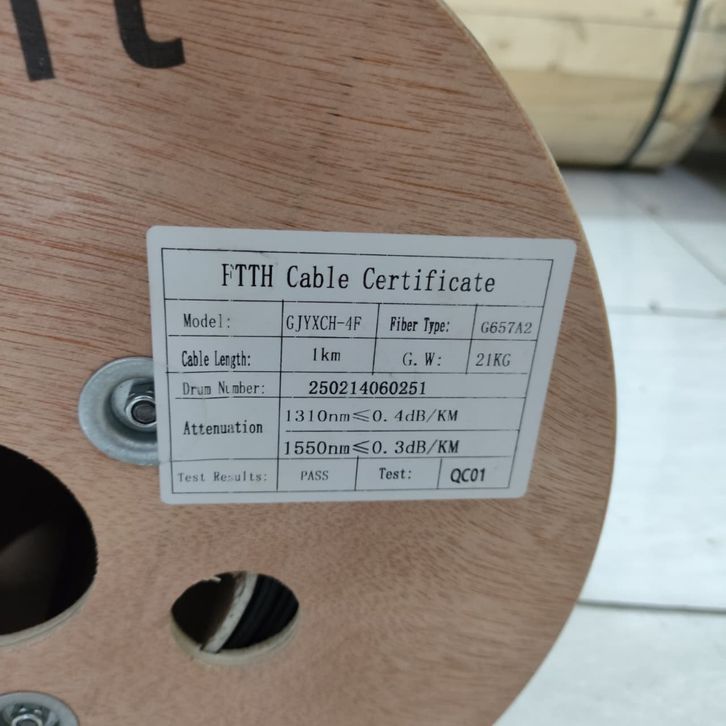 FTTH Cable Certificate
Model: GJYXCH-4F Fiber Type: G657A2
Cable Length: 1km G.W: 21KG
Drum Number: 250214060251
Attenuation 1310nm≤0.4dB/KM
1550nm≤0.3dB/KM
Test Results: PASS Test: QC01